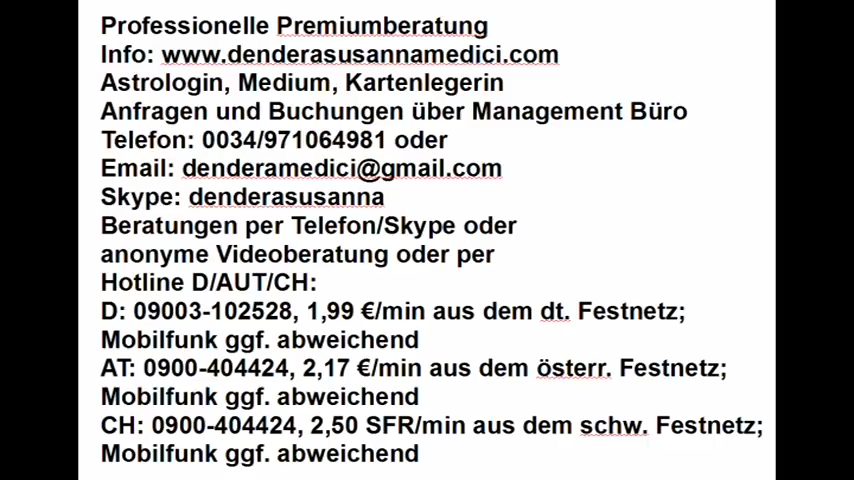 Professionelle Premiumberatung
Info: www.denderasusannamedici.com
Astrologin, Medium, Kartenlegerin
Anfragen und Buchungen über Management Büro
Telefon: 0034/971064981 oder
Email: denderamedici@gmail.com
Skype: denderasusanna
Beratungen per Telefon/Skype oder
anonyme Videoberatung oder per
Hotline D/AUT/CH:
D: 09003-102528, 1,99 €/min aus dem dt. Festnetz;
Mobilfunk ggf. abweichend
AT: 0900-404424, 2,17 €/min aus dem österr. Festnetz;
Mobilfunk ggf. abweichend
CH: 0900-404424, 2,50 SFR/min aus dem schw. Festnetz;
Mobilfunk ggf. abweichend